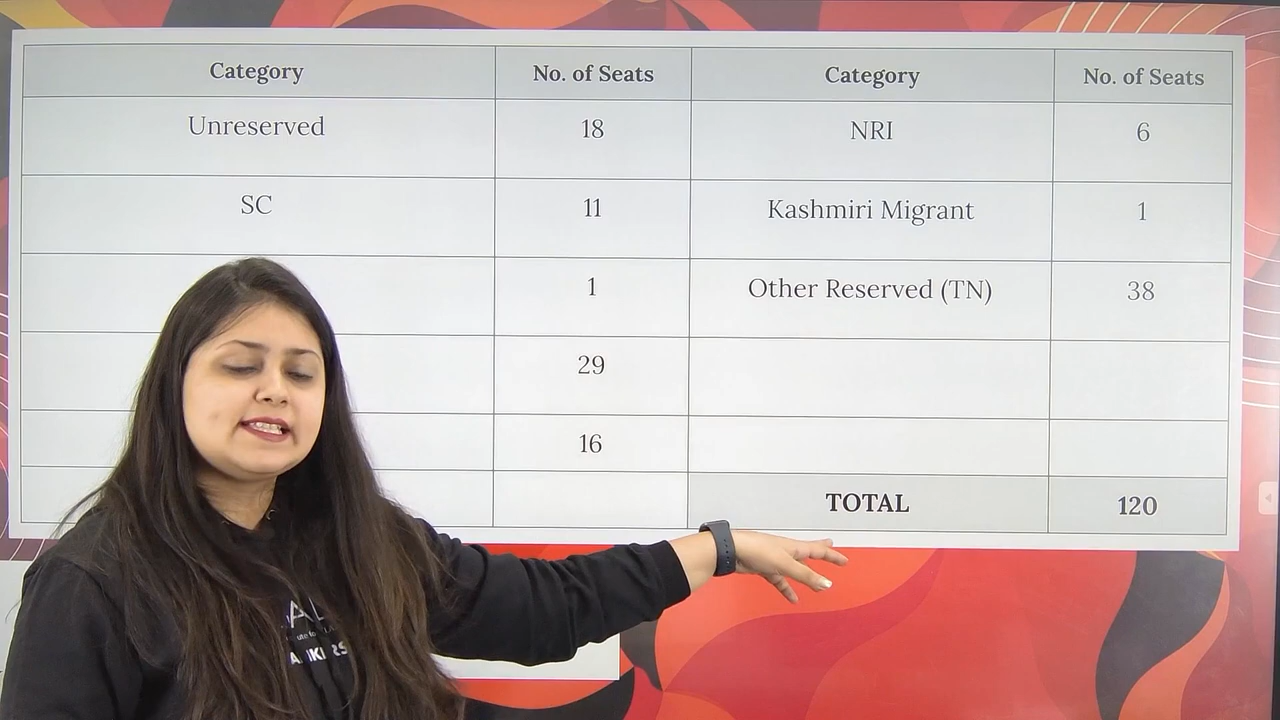 Category No. of Seats Category No. of Seats
Unreserved 18 NRI 6
SC 11 Kashmiri Migrant 1
1 Other Reserved (TN) 38
29
16
TOTAL 120